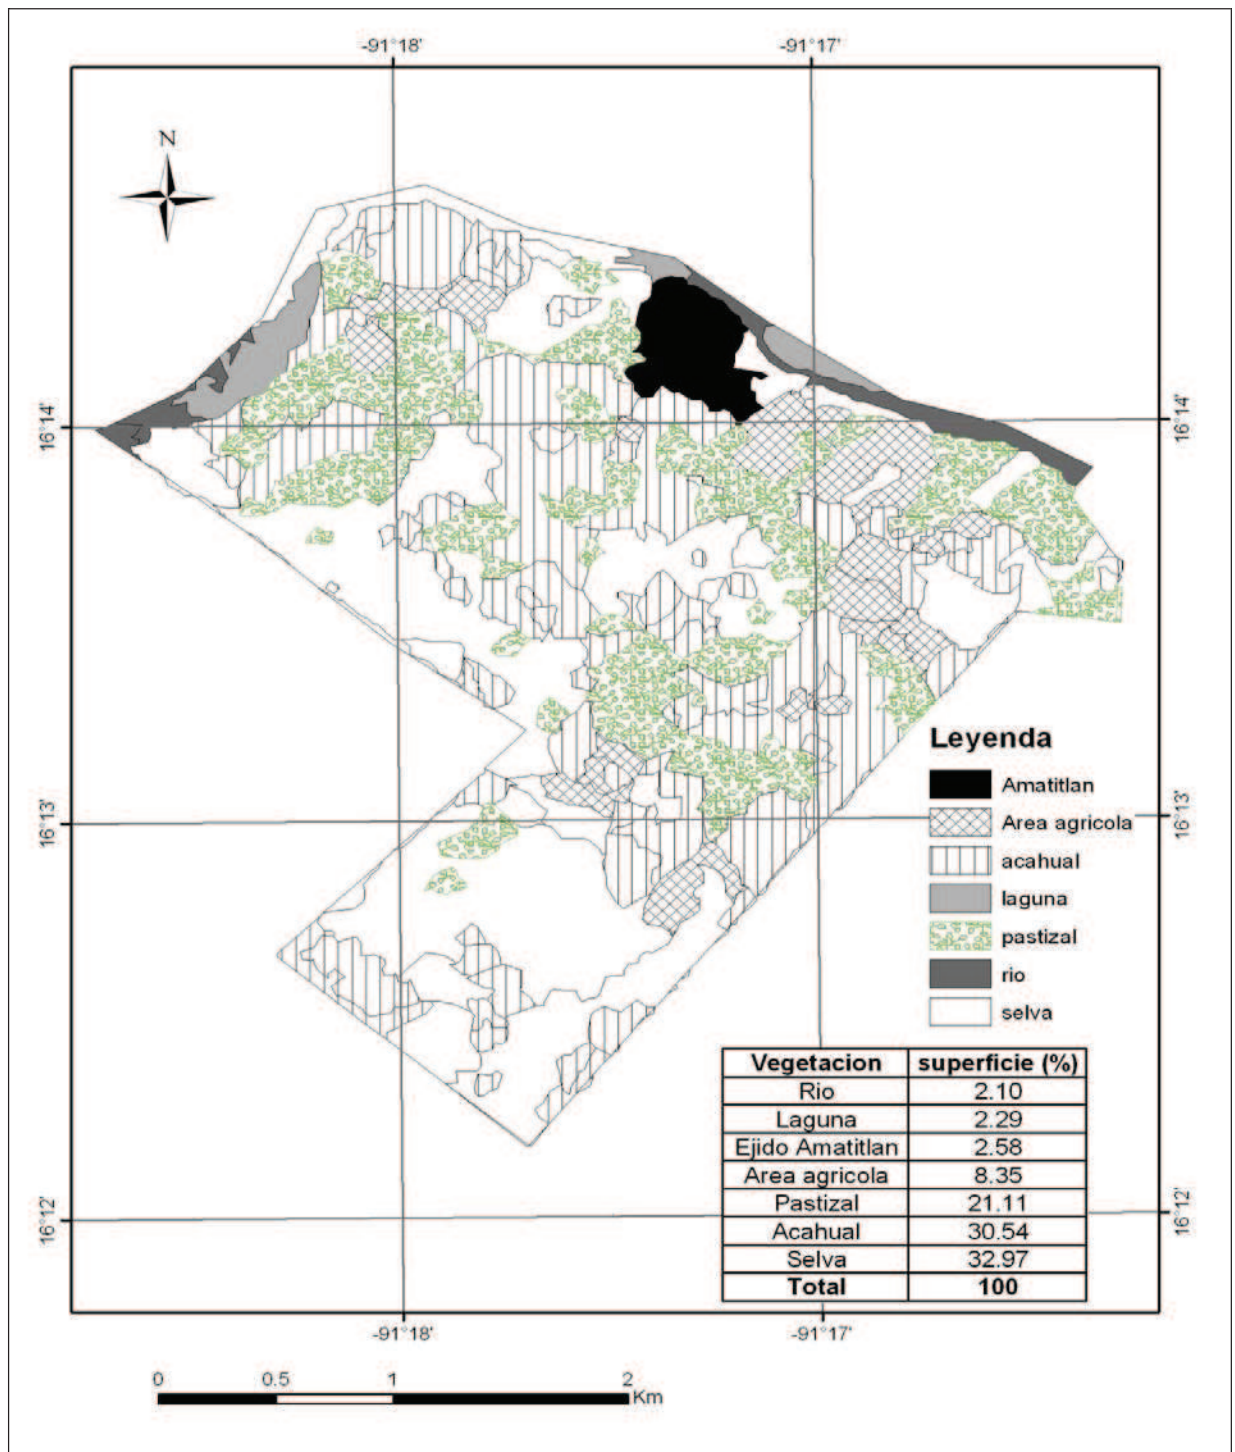 -91°18' -91°17'
N
16°14' 16°14'
Leyenda
Amatitlan
Area agricola
acahual
laguna
pastizal
rio
selva
16°13' 16°13'
Vegetacion superficie (%)
Rio 2.10
Laguna 2.29
Ejido Amatitlan 2.58
Area agricola 8.35
Pastizal 21.11
Acahual 30.54
Selva 32.97
Total 100
16°12' 16°12'
-91°18' -91°17'
0 0.5 1 2
Km